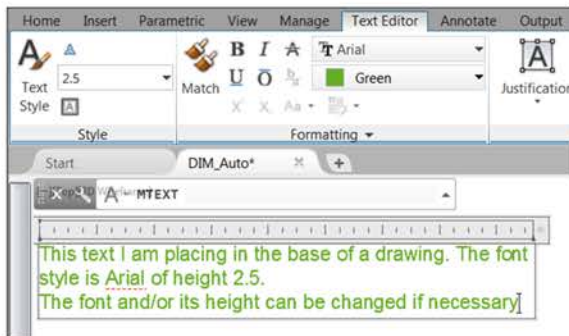 Home Insert Parametric View Manage Text Editor Annotate Output
A B I A Tr Arial A
2.5 U O Green
Text Match Justification
Style A Aa
Style Formatting
Start DIM_Auto* +
A MTEXT
This text I am placing in the base of a drawing. The font
style is Arial of height 2.5.
The font and/or its height can be changed if necessary